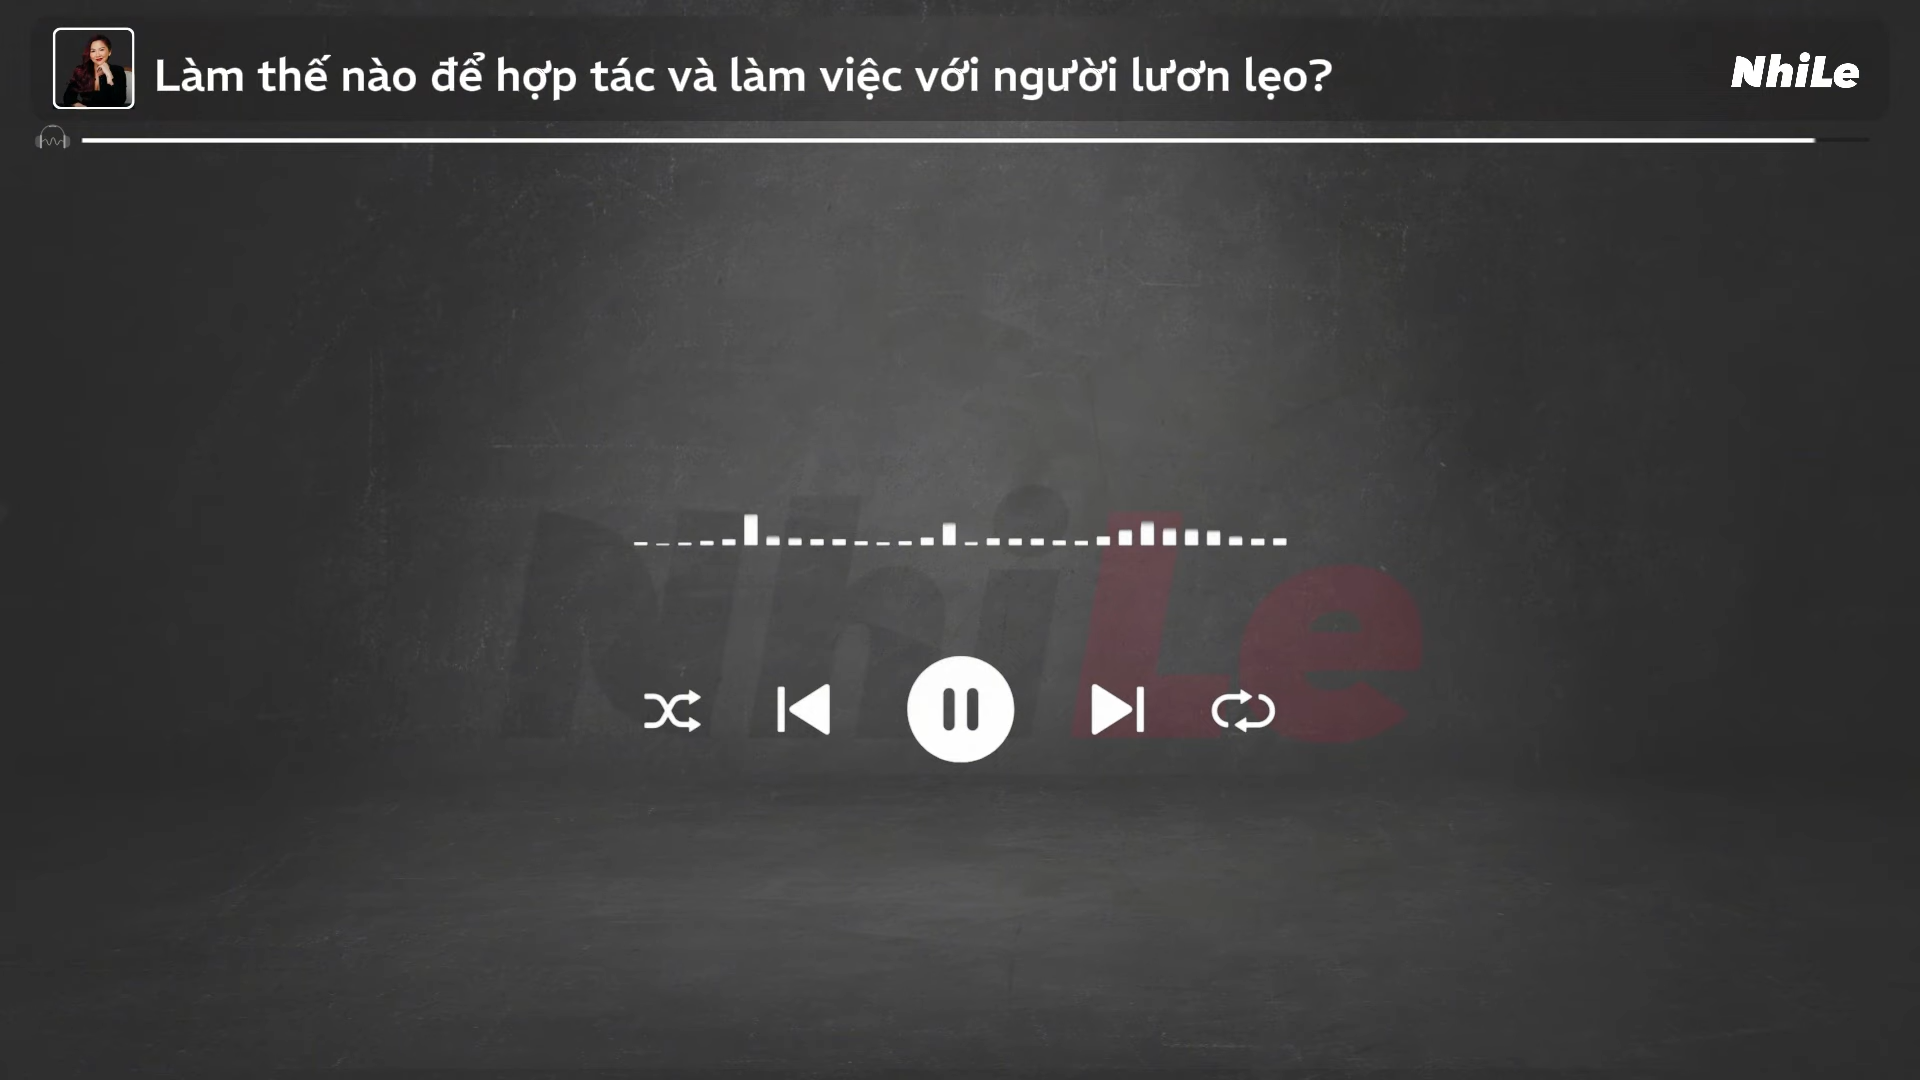 Làm thế nào để hợp tác và làm việc với người lươn lẹo?
NhiLe
NhiLe